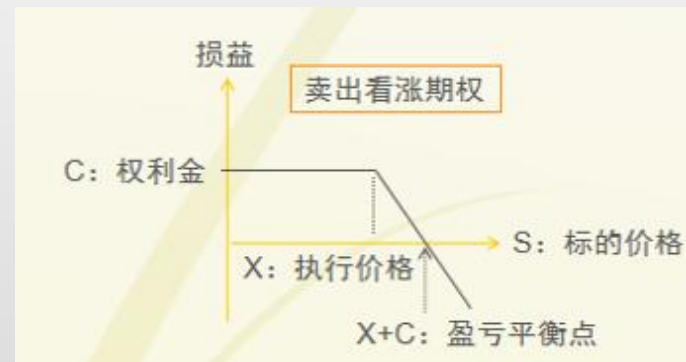 损益
卖出看涨期权
C：权利金
S：标的价格
X：执行价格
X+C：盈亏平衡点